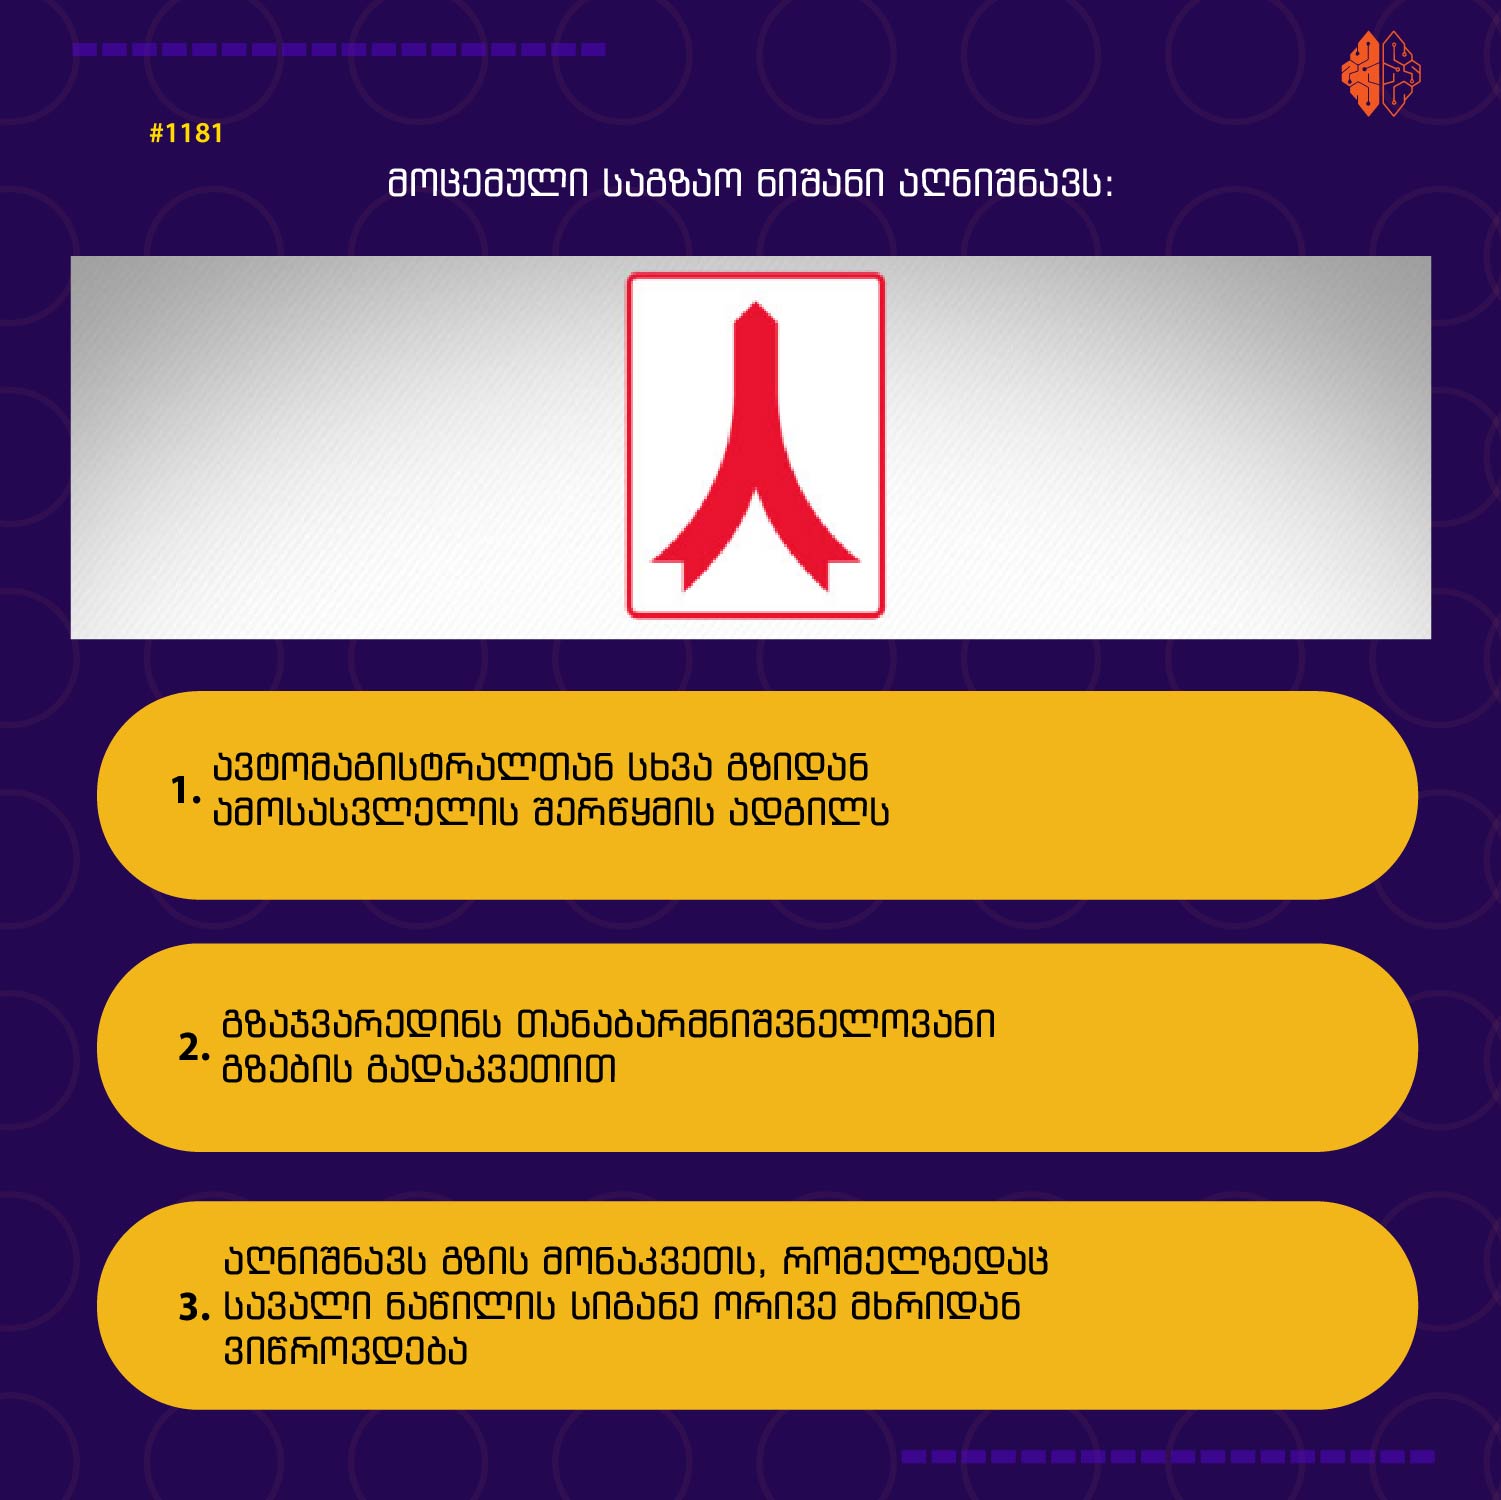 #1181
მოცემული საგზაო ნიშანი აღნიშნავს:
1. ავტომაგისტრალთან სხვა გზიდან
ამოსასვლელის შერწყმის ადგილს
2. გზაჯვარედინს თანაბარმნიშვნელოვანი
გზების გადაკვეთით
3. აღნიშნავს გზის მონაკვეთს, რომელზედაც
სავალი ნაწილის სიგანე ორივე მხრიდან
ვიწროვდება